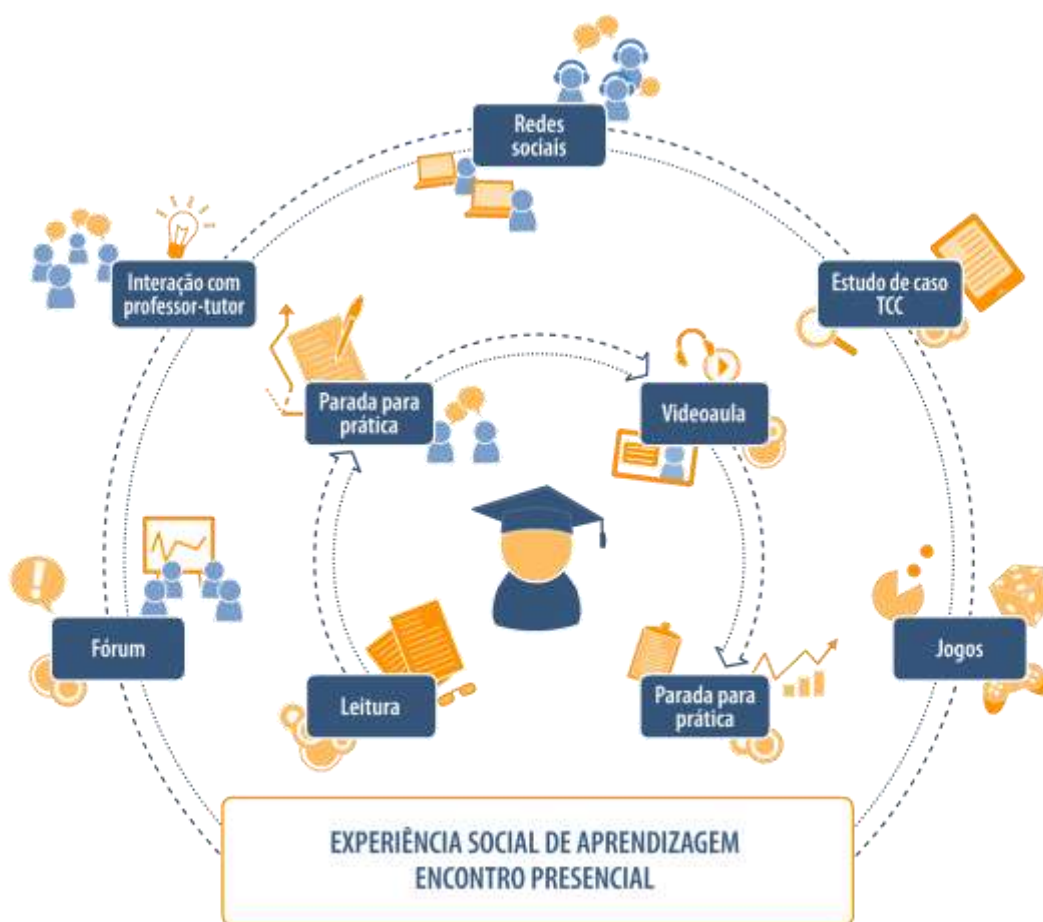 Redes
sociais
Interação com
professor-tutor
Estudo de caso
TCC
Parada para
prática
Videoaula
Fórum
Jogos
Leitura
Parada para
prática
EXPERIÊNCIA SOCIAL DE APRENDIZAGEM
ENCONTRO PRESENCIAL